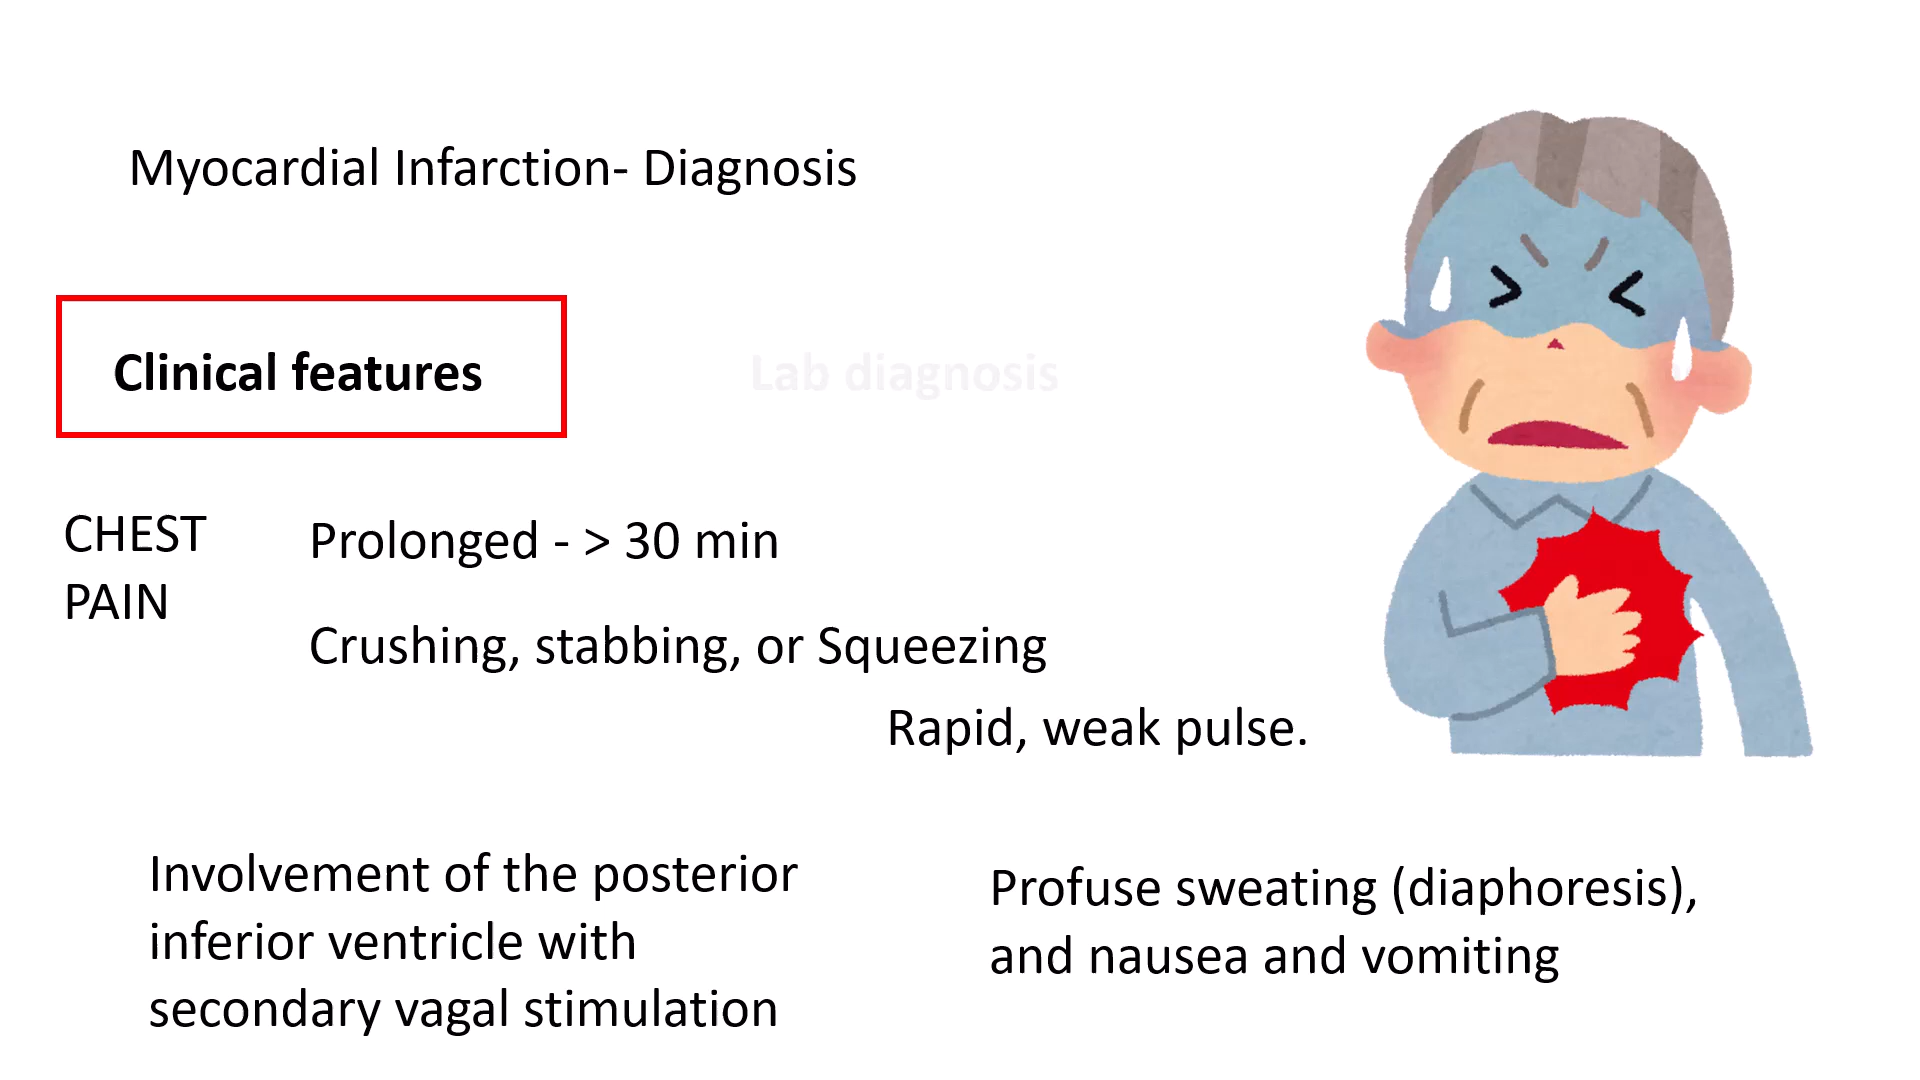 Myocardial Infarction- Diagnosis
Clinical features
Lab diagnosis
CHEST
PAIN
Prolonged - > 30 min
Crushing, stabbing, or Squeezing
Rapid, weak pulse.
Involvement of the posterior
inferior ventricle with
secondary vagal stimulation
Profuse sweating (diaphoresis),
and nausea and vomiting